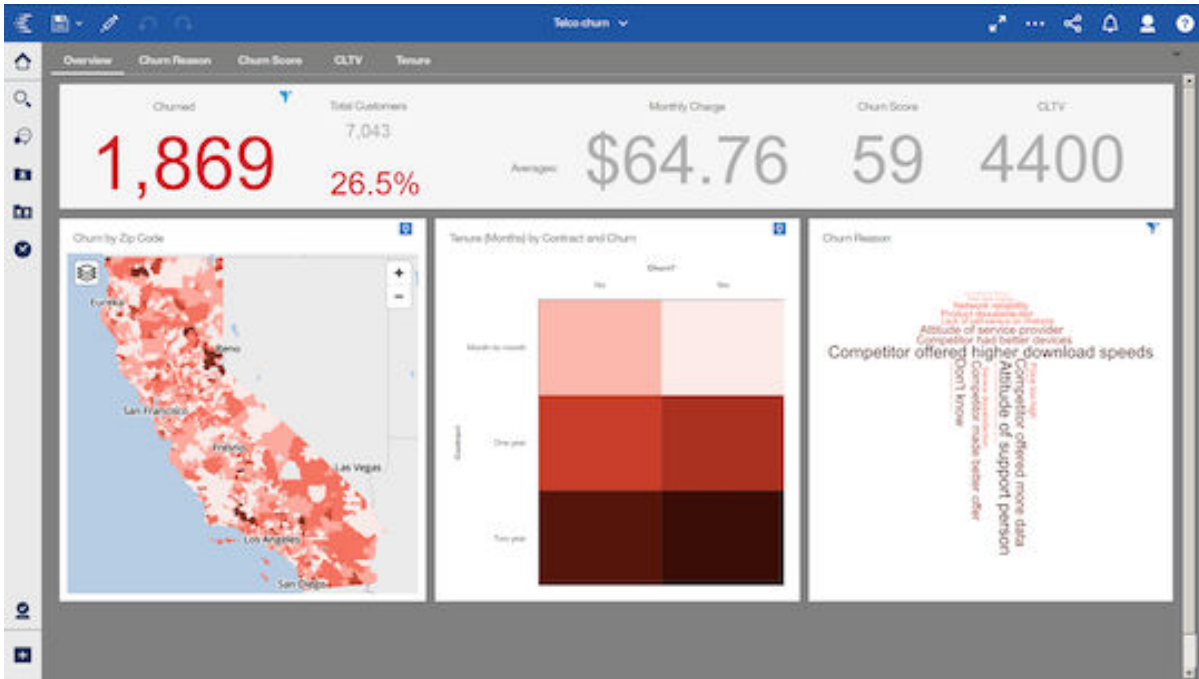 Telco churn
Overview
Churn Reason
Churn Score
CLTV
Tenure
Churned
1,869
Total Customers
7,043
26.5%
Averages:
Monthly Charge
$64.76
Churn Score
59
CLTV
4400
Churn by Zip Code
+
−
Eureka
Reno
San Francisco
Fresno
Las Vegas
Los Angeles
San Diego
Tenure (Months) by Contract and Churn
Churn?
No
Yes
Contract
Month-to-month
One year
Two year
Churn Reason
Network reliability
Product dissatisfaction
Attitude of service provider
Competitor had better devices
Competitor offered higher download speeds
Don't know
Competitor made better offer
Attitude of support person
Competitor offered more data
Price too high